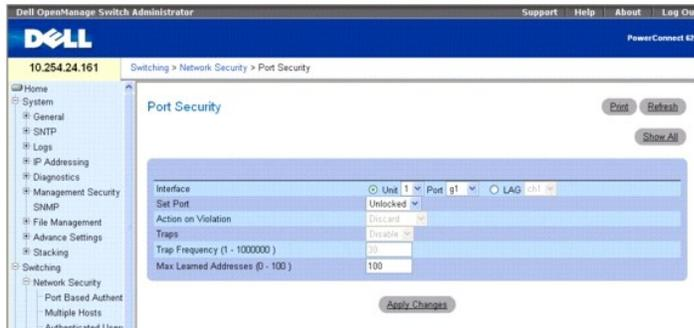 Dell OpenManage Switch Administrator
Support Help About Log Ou
DELL
PowerConnect 62
10.254.24.161
Switching > Network Security > Port Security
Home
System
General
SNTP
Logs
IP Addressing
Diagnostics
Management Security
SNMP
File Management
Advance Settings
Stacking
Switching
Network Security
Port Based Authent
Multiple Hosts
Authenticated User
Port Security
Print Refresh
Show All
Interface Unit 1 Port g1 LAG ch1
Set Port Unlocked
Action on Violation Discard
Traps Disable
Trap Frequency (1 - 1000000 ) 30
Max Learned Addresses (0 - 100 ) 100
Apply Changes